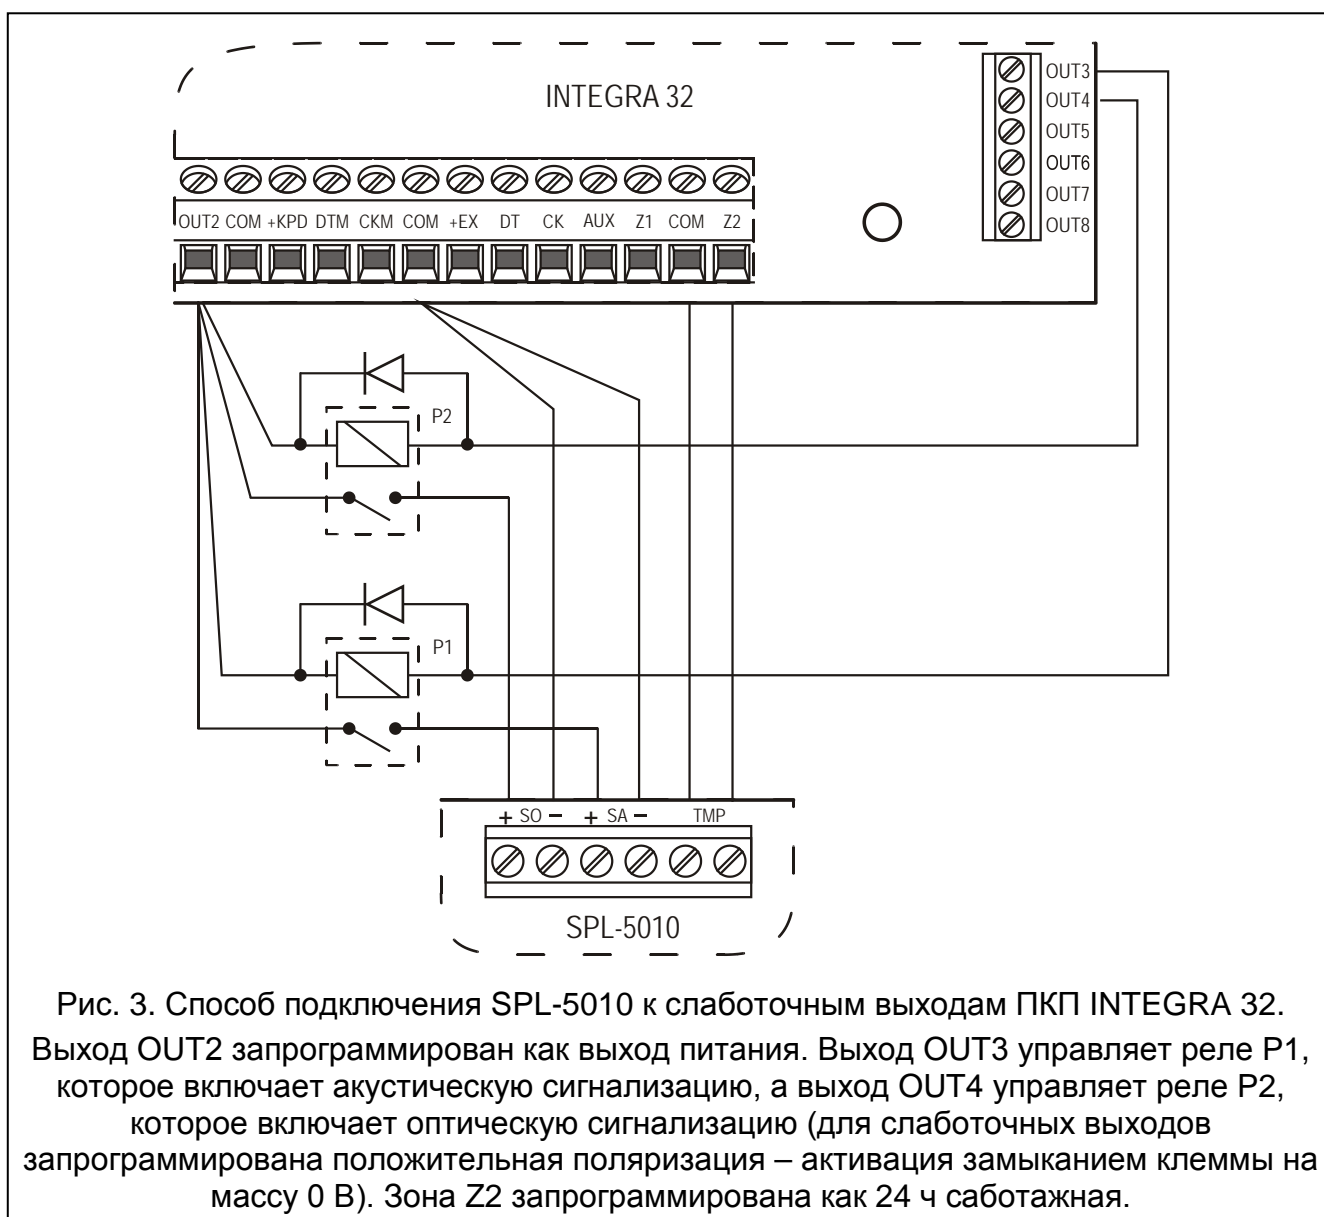 INTEGRA 32
OUT3
OUT4
OUT5
OUT6
OUT7
OUT8
OUT2 COM +KPD DTM CKM COM +EX DT CK AUX Z1 COM Z2
P2
P1
+ SO − + SA − TMP
SPL-5010
Рис. 3. Способ подключения SPL-5010 к слаботочным выходам ПКП INTEGRA 32.
Выход OUT2 запрограммирован как выход питания. Выход OUT3 управляет реле P1,
которое включает акустическую сигнализацию, а выход OUT4 управляет реле P2,
которое включает оптическую сигнализацию (для слаботочных выходов
запрограммирована положительная поляризация – активация замыканием клеммы на
массу 0 В). Зона Z2 запрограммирована как 24 ч саботажная.